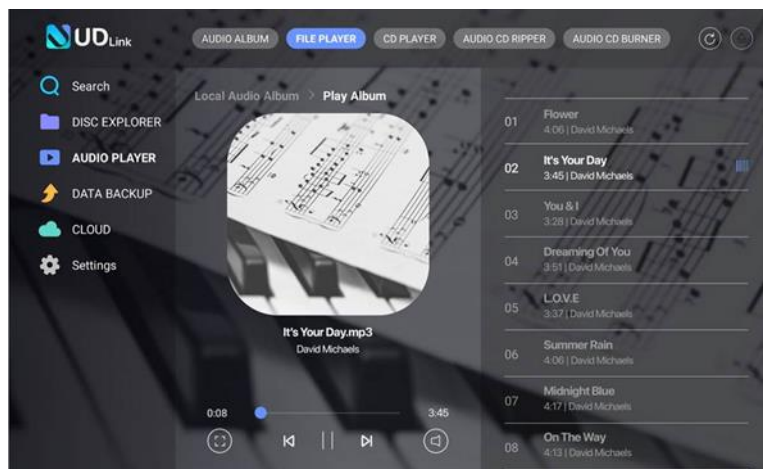 UDLink
AUDIO ALBUM
FILE PLAYER
CD PLAYER
AUDIO CD RIPPER
AUDIO CD BURNER
Search
DISC EXPLORER
AUDIO PLAYER
DATA BACKUP
CLOUD
Settings
Local Audio Album > Play Album
It's Your Day.mp3
David Michaels
0:08
3:45
01 Flower
4:06 | David Michaels
02 It's Your Day
3:45 | David Michaels
03 You & I
3:28 | David Michaels
04 Dreaming Of You
3:51 | David Michaels
05 L.O.V.E
3:37 | David Michaels
06 Summer Rain
4:06 | David Michaels
07 Midnight Blue
4:17 | David Michaels
08 On The Way
4:13 | David Michaels